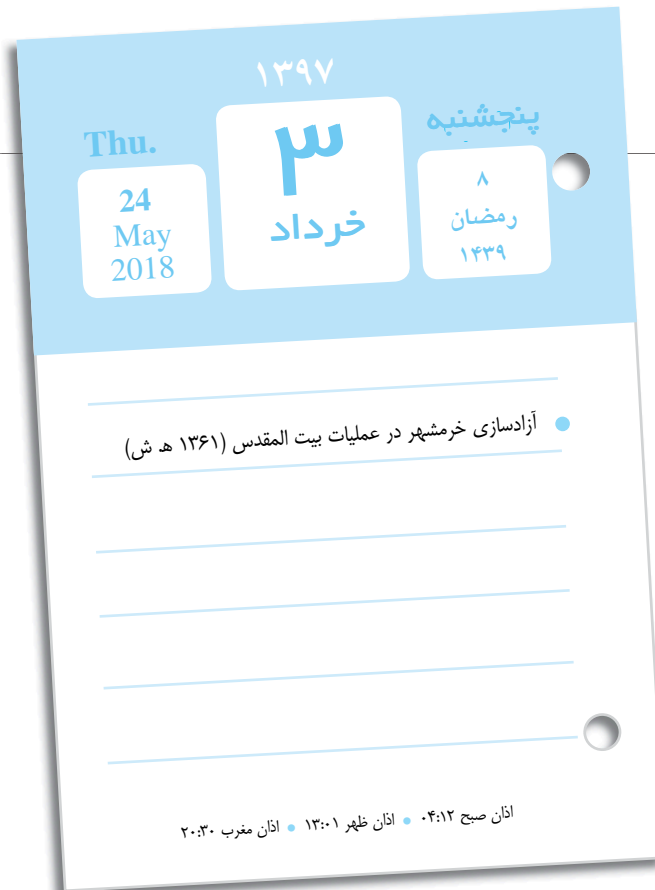 ۱۳۹۷
پنجشنبه
۸
رمضان
۱۴۳۹
۳
خرداد
Thu.
24
May
2018
آزادسازی خرمشهر در عملیات بیت المقدس (۱۳۶۱ هـ ش)
اذان صبح ۰۴:۱۲ • اذان ظهر ۱۳:۰۱ • اذان مغرب ۲۰:۳۰